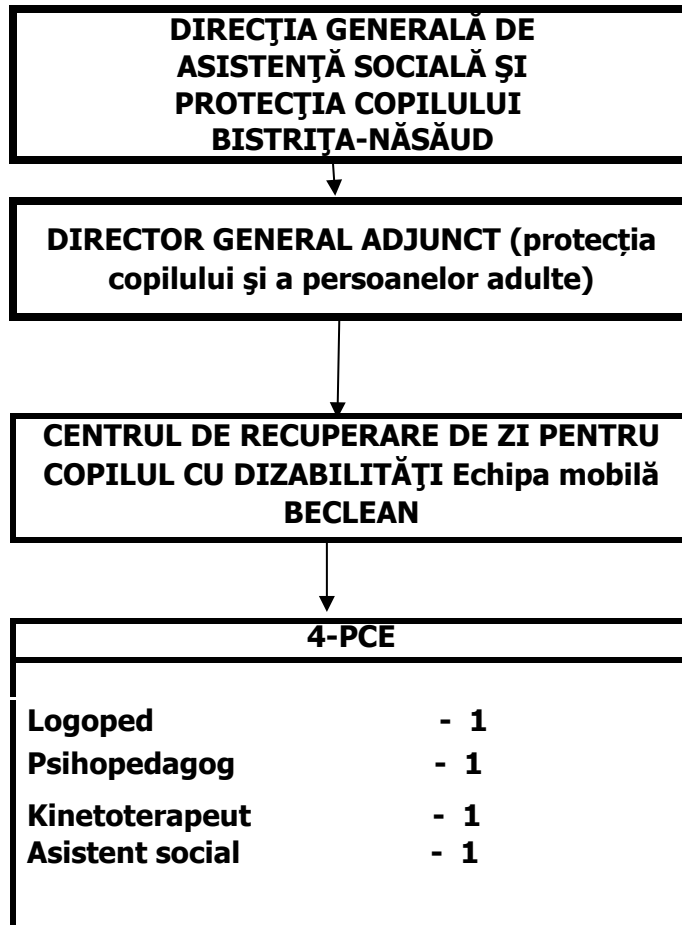 DIRECŢIA GENERALĂ DE
ASISTENŢĂ SOCIALĂ ŞI
PROTECŢIA COPILULUI
BISTRIŢA-NĂSĂUD
DIRECTOR GENERAL ADJUNCT (protecția
copilului şi a persoanelor adulte)
CENTRUL DE RECUPERARE DE ZI PENTRU
COPILUL CU DIZABILITĂŢI Echipa mobilă
BECLEAN
4-PCE
Logoped - 1
Psihopedagog - 1
Kinetoterapeut - 1
Asistent social - 1